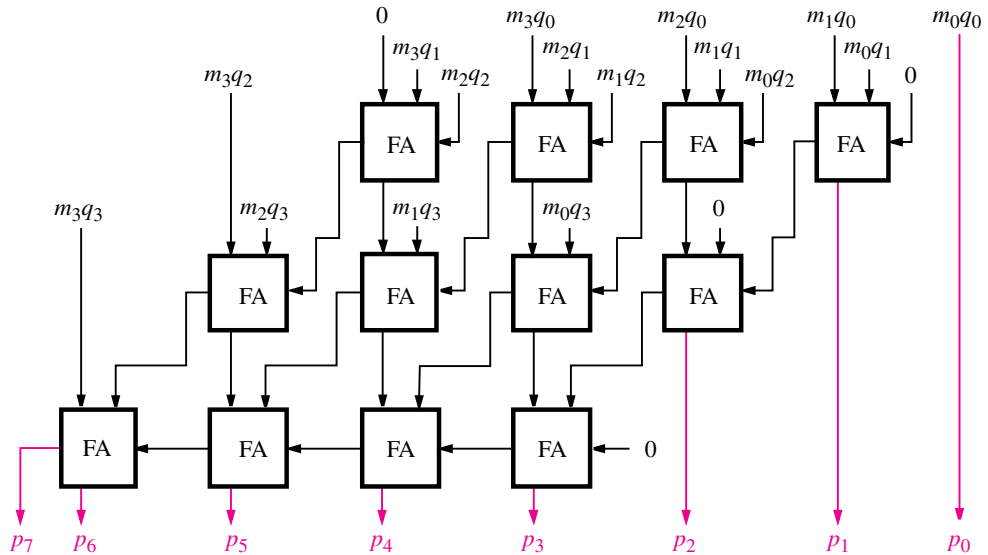 0 m₃q₀ m₂q₀ m₁q₀ m₀q₀
m₃q₁ m₂q₁ m₁q₁ m₀q₁
m₃q₂ m₂q₂ m₁q₂ m₀q₂ 0
FA FA FA FA
m₃q₃ m₂q₃ m₁q₃ m₀q₃ 0
FA FA FA FA
FA FA FA FA 0
p₇ p₆ p₅ p₄ p₃ p₂ p₁ p₀